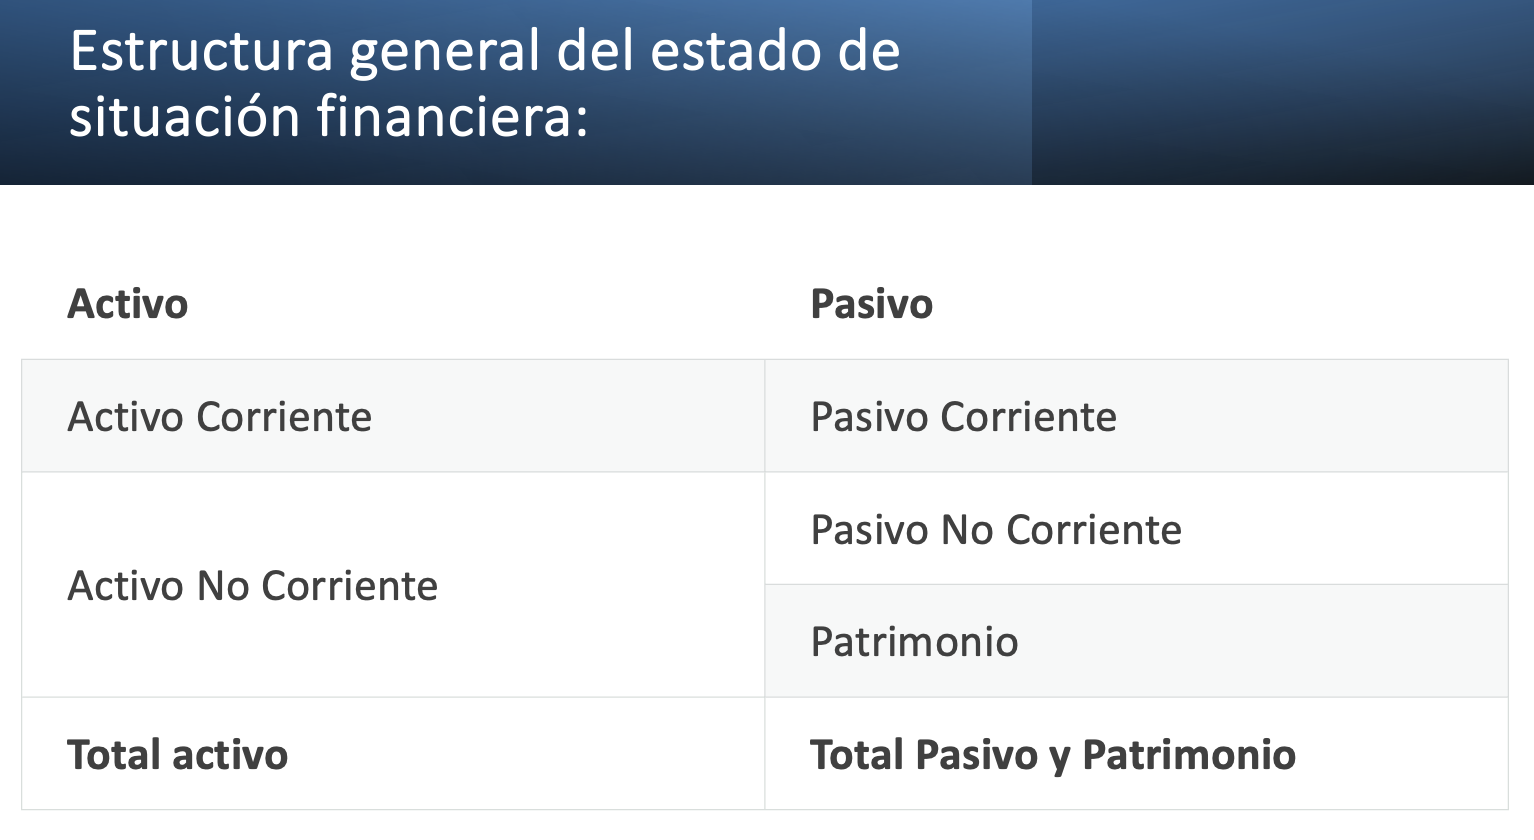 Estructura general del estado de
situación financiera:
Activo
Pasivo
Activo Corriente
Pasivo Corriente
Activo No Corriente
Pasivo No Corriente
Patrimonio
Total activo
Total Pasivo y Patrimonio